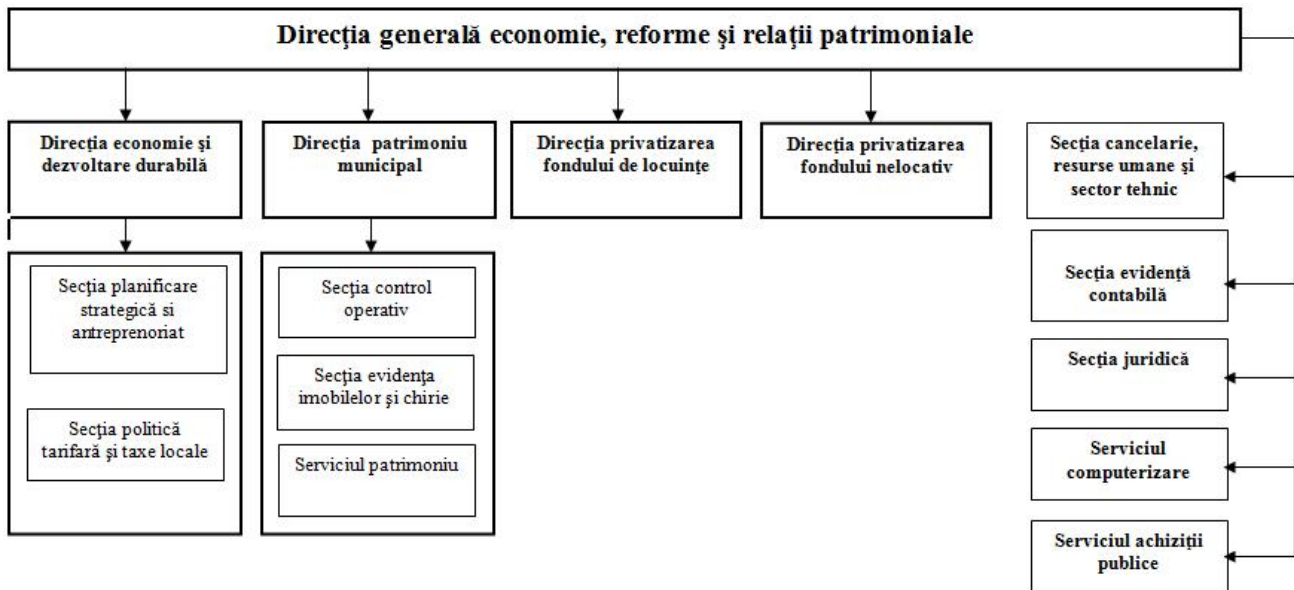 Direcţia generală economie, reforme şi relaţii patrimoniale
Direcţia economie şi
dezvoltare durabilă
Direcţia patrimoniu
municipal
Direcţia privatizarea
fondului de locuinţe
Direcţia privatizarea
fondului nelocativ
Secţia cancelarie,
resurse umane şi
sector tehnic
Secţia planificare
strategică si
antreprenoriat
Secţia politică
tarifară şi taxe locale
Secţia control
operativ
Secţia evidenţa
imobilelor şi chirie
Serviciul patrimoniu
Secţia evidenţă
contabilă
Secţia juridică
Serviciul
computerizare
Serviciul achiziţii
publice